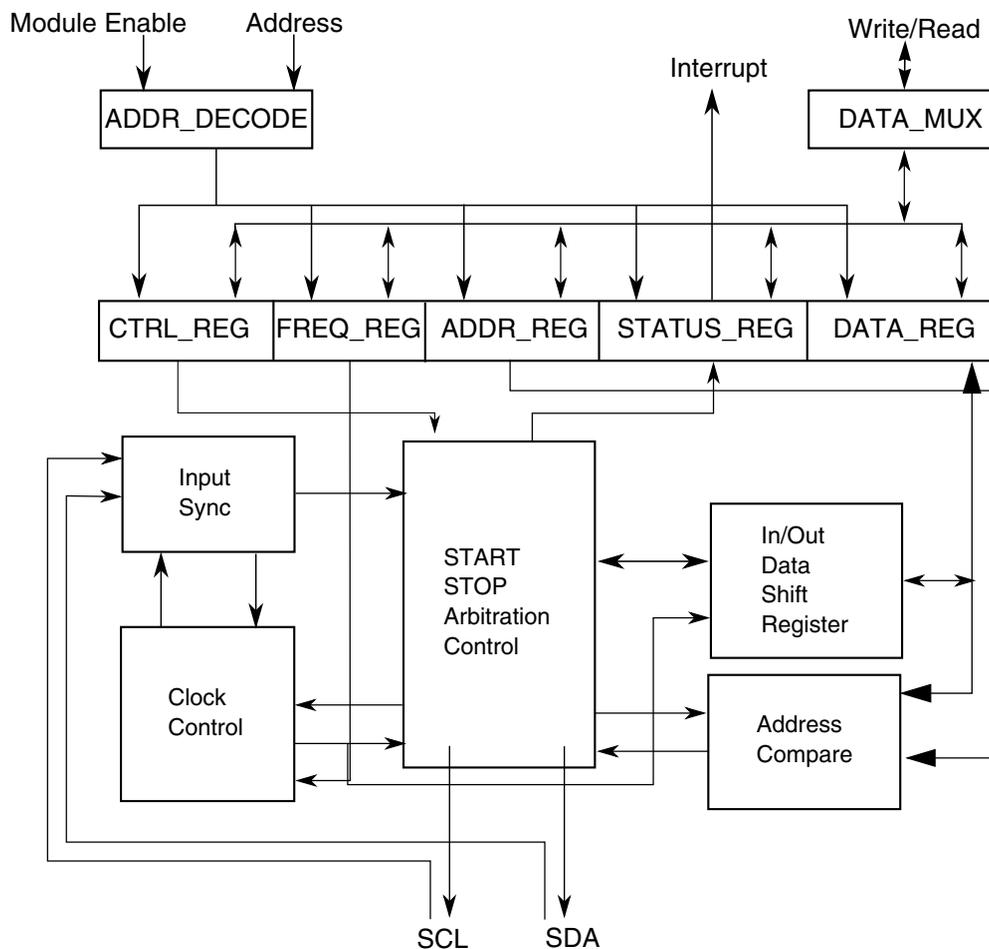 Module Enable
Address
Write/Read
Interrupt
ADDR_DECODE
DATA_MUX
CTRL_REG
FREQ_REG
ADDR_REG
STATUS_REG
DATA_REG
Input
Sync
START
STOP
Arbitration
Control
In/Out
Data
Shift
Register
Clock
Control
Address
Compare
SCL
SDA